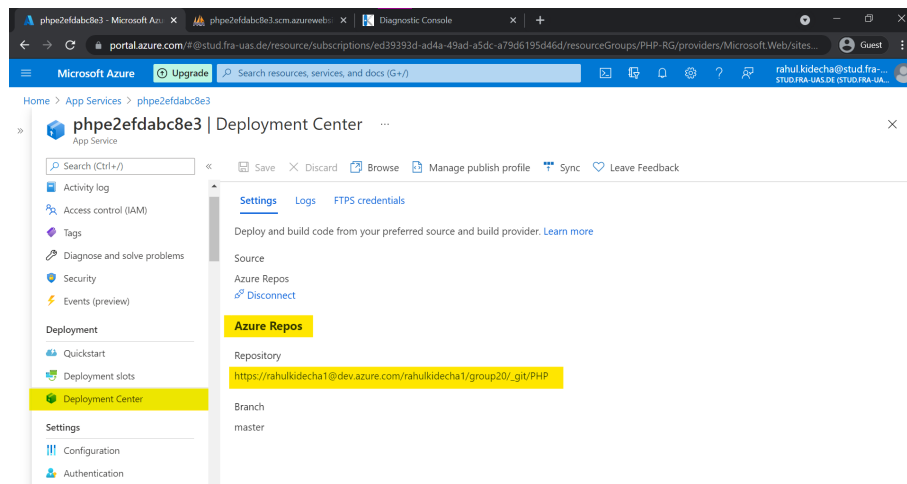 phpe2efdabc8e3 - Microsoft Azu
phpe2efdabc8e3.scm.azurewebsi
Diagnostic Console
portal.azure.com/#@stud.fra-uas.de/resource/subscriptions/ed39393d-ad4a-49ad-a5dc-a79d6195d46d/resourceGroups/PHP-RG/providers/Microsoft.Web/sites...
Guest
Microsoft Azure
Upgrade
Search resources, services, and docs (G+/)
rahul.kidecha@stud.fra-...
STUD.FRA-UAS.DE (STUD.FRA-UA...
Home > App Services > phpe2efdabc8e3
phpe2efdabc8e3 | Deployment Center ...
App Service
Search (Ctrl+/)
Save
Discard
Browse
Manage publish profile
Sync
Leave Feedback
Activity log
Access control (IAM)
Tags
Diagnose and solve problems
Security
Events (preview)
Deployment
Quickstart
Deployment slots
Deployment Center
Settings
Configuration
Authentication
Settings
Logs
FTPS credentials
Deploy and build code from your preferred source and build provider. Learn more
Source
Azure Repos
Disconnect
Azure Repos
Repository
https://rahulkidecha1@dev.azure.com/rahulkidecha1/group20/_git/PHP
Branch
master